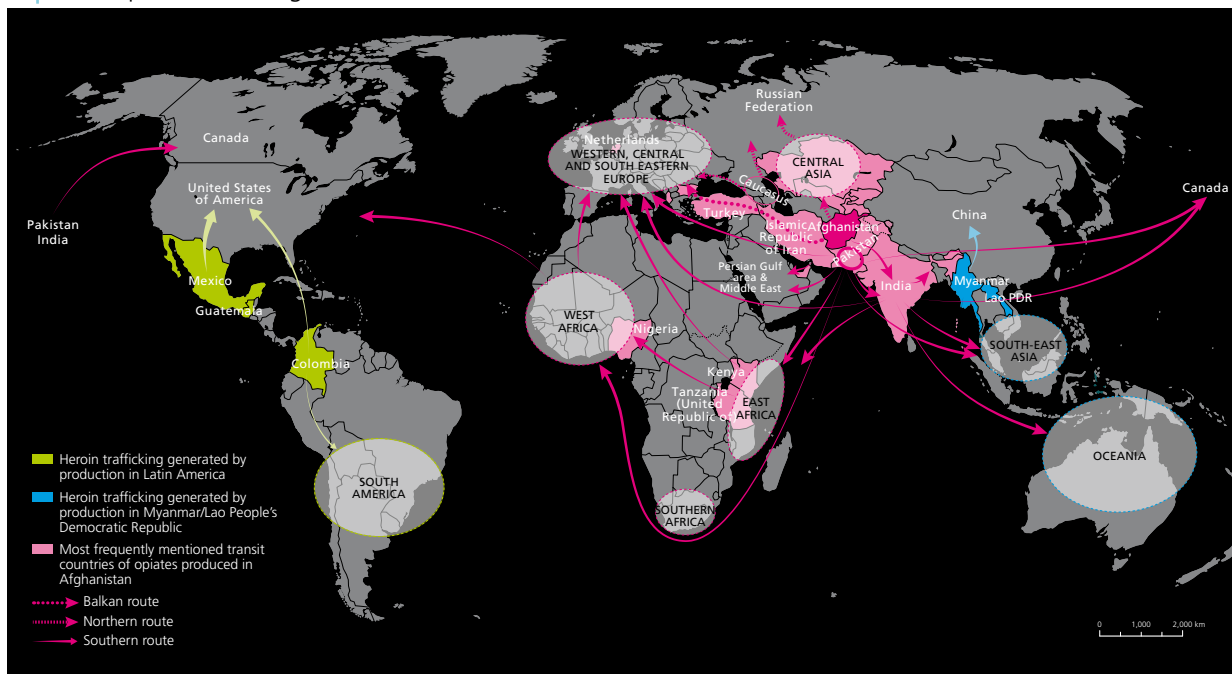 Canada
United States
of America
Pakistan
India
Mexico
Guatemala
Colombia
SOUTH
AMERICA
Netherlands
WESTERN, CENTRAL
AND SOUTH EASTERN
EUROPE
Russian
Federation
CENTRAL
ASIA
Caucasus
Turkey
Islamic
Republic
of Iran
Afghanistan
Pakistan
Persian Gulf
area &
Middle East
India
China
Canada
Myanmar
Lao PDR
SOUTH-EAST
ASIA
OCEANIA
WEST
AFRICA
Nigeria
Kenya
Tanzania
(United
Republic of
EAST
AFRICA
SOUTHERN
AFRICA
Heroin trafficking generated by
production in Latin America
Heroin trafficking generated by
production in Myanmar/Lao People's
Democratic Republic
Most frequently mentioned transit
countries of opiates produced in
Afghanistan
Balkan route
Northern route
Southern route
0 1,000 2,000 km